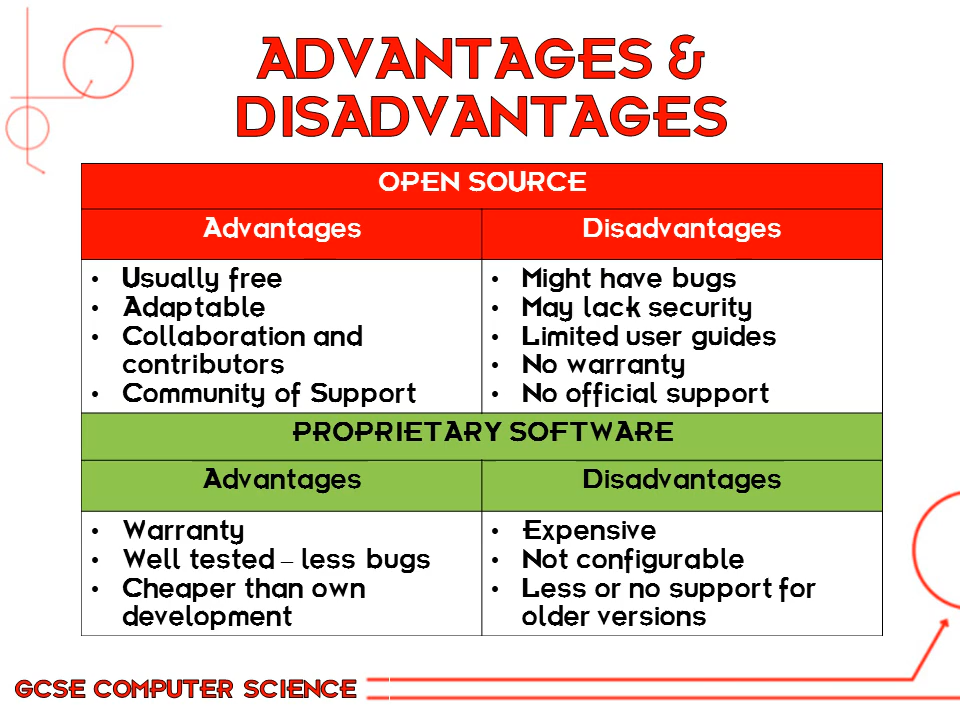 ADVANTAGES &
DISADVANTAGES
OPEN SOURCE
Advantages
Disadvantages
• Usually free
• Adaptable
• Collaboration and
contributors
• Community of Support
• Might have bugs
• May lack security
• Limited user guides
• No warranty
• No official support
PROPRIETARY SOFTWARE
Advantages
Disadvantages
• Warranty
• Well tested – less bugs
• Cheaper than own
development
• Expensive
• Not configurable
• Less or no support for
older versions
GCSE COMPUTER SCIENCE